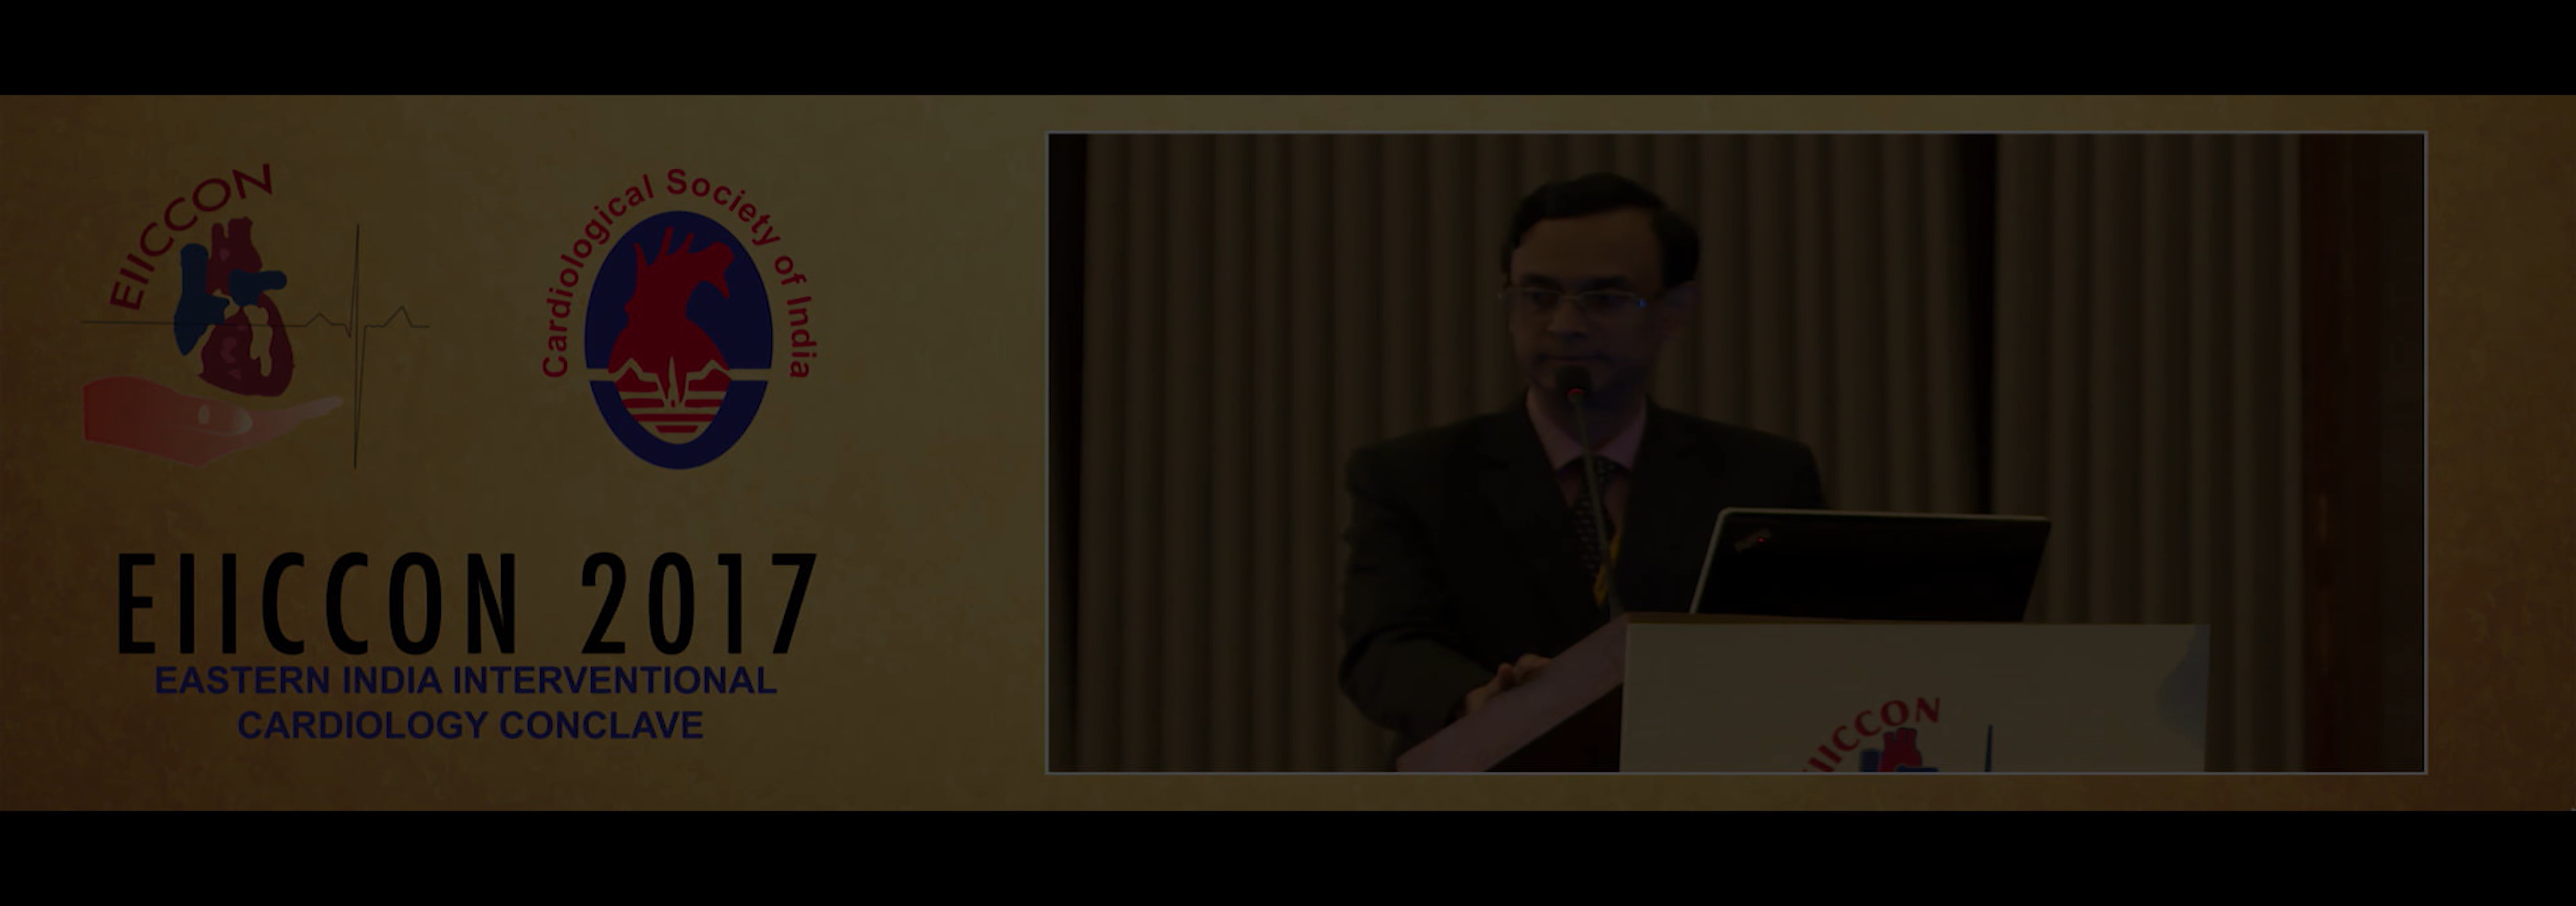 EIICCON
Cardiological Society of India
EIICCON 2017
EASTERN INDIA INTERVENTIONAL
CARDIOLOGY CONCLAVE
EIICCON